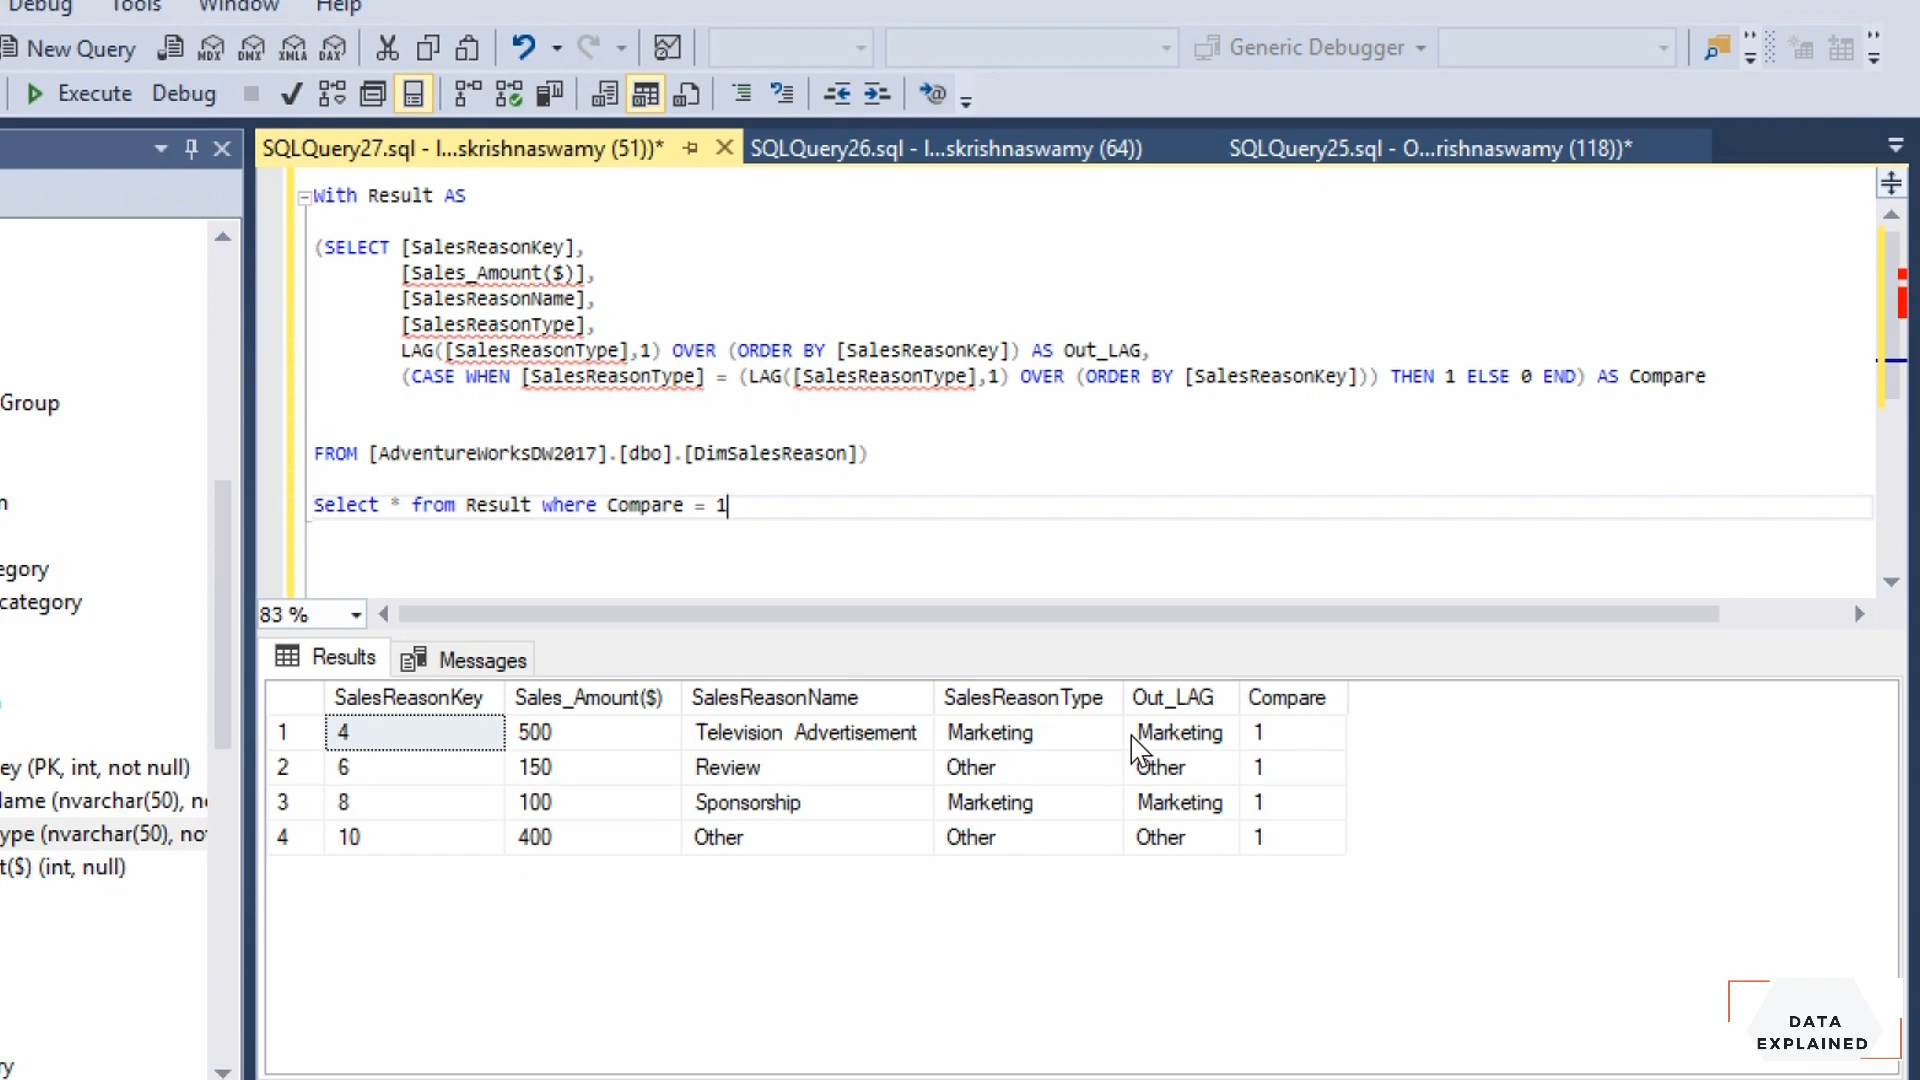 Debug Tools Window Help
New Query MDX DMX XMLA DAX Generic Debugger
Execute Debug
SQLQuery27.sql - I...skrishnaswamy (51))* SQLQuery26.sql - I...skrishnaswamy (64)) SQLQuery25.sql - O...rishnaswamy (118))*
With Result AS
(SELECT [SalesReasonKey],
[Sales_Amount($)],
[SalesReasonName],
[SalesReasonType],
LAG([SalesReasonType],1) OVER (ORDER BY [SalesReasonKey]) AS Out_LAG,
(CASE WHEN [SalesReasonType] = (LAG([SalesReasonType],1) OVER (ORDER BY [SalesReasonKey])) THEN 1 ELSE 0 END) AS Compare
FROM [AdventureWorksDW2017].[dbo].[DimSalesReason])
Select * from Result where Compare = 1
83 %
Results Messages
SalesReasonKey Sales_Amount($) SalesReasonName SalesReasonType Out_LAG Compare
1 4 500 Television Advertisement Marketing Marketing 1
2 6 150 Review Other Other 1
3 8 100 Sponsorship Marketing Marketing 1
4 10 400 Other Other Other 1
Group
n
egory
category
ey (PK, int, not null)
lame (nvarchar(50), n
ype (nvarchar(50), no
t($) (int, null)
ry
DATA
EXPLAINED